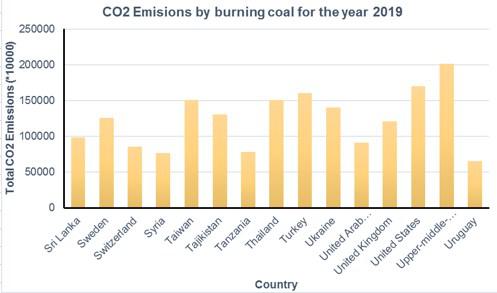 CO2 Emisions by burning coal for the year 2019
Total CO2 Emissions (*10000)
250000
200000
150000
100000
50000
0
Sri Lanka
Sweden
Switzerland
Syria
Taiwan
Tajikistan
Tanzania
Thailand
Turkey
Ukraine
United Arab...
United Kingdom
United States
Upper-middle-...
Uruguay
Country